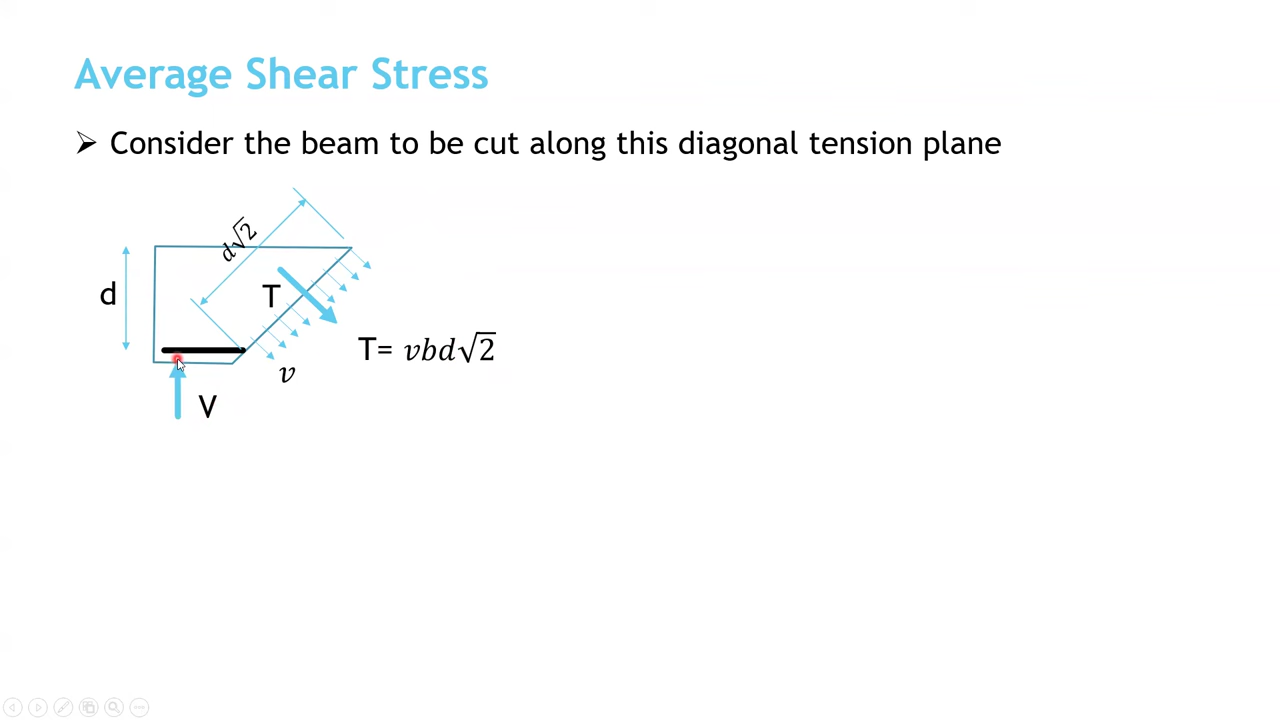 Average Shear Stress
➢ Consider the beam to be cut along this diagonal tension plane
d√2
d
T
T= vbd√2
v
V